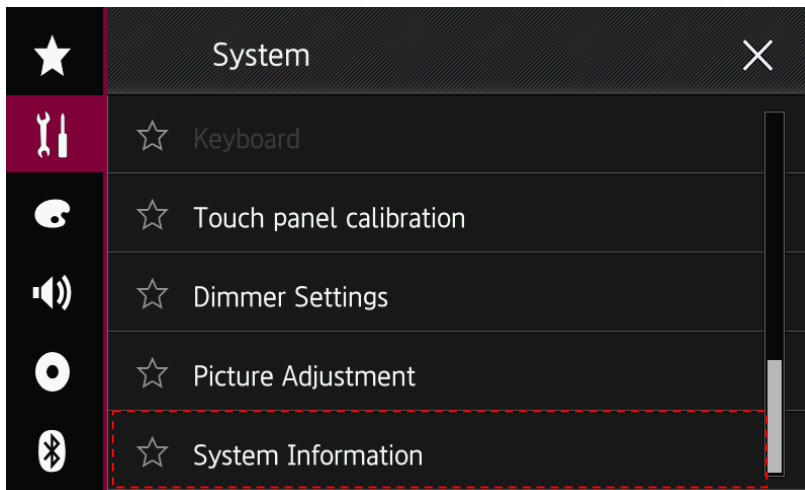 System
Keyboard
Touch panel calibration
Dimmer Settings
Picture Adjustment
System Information